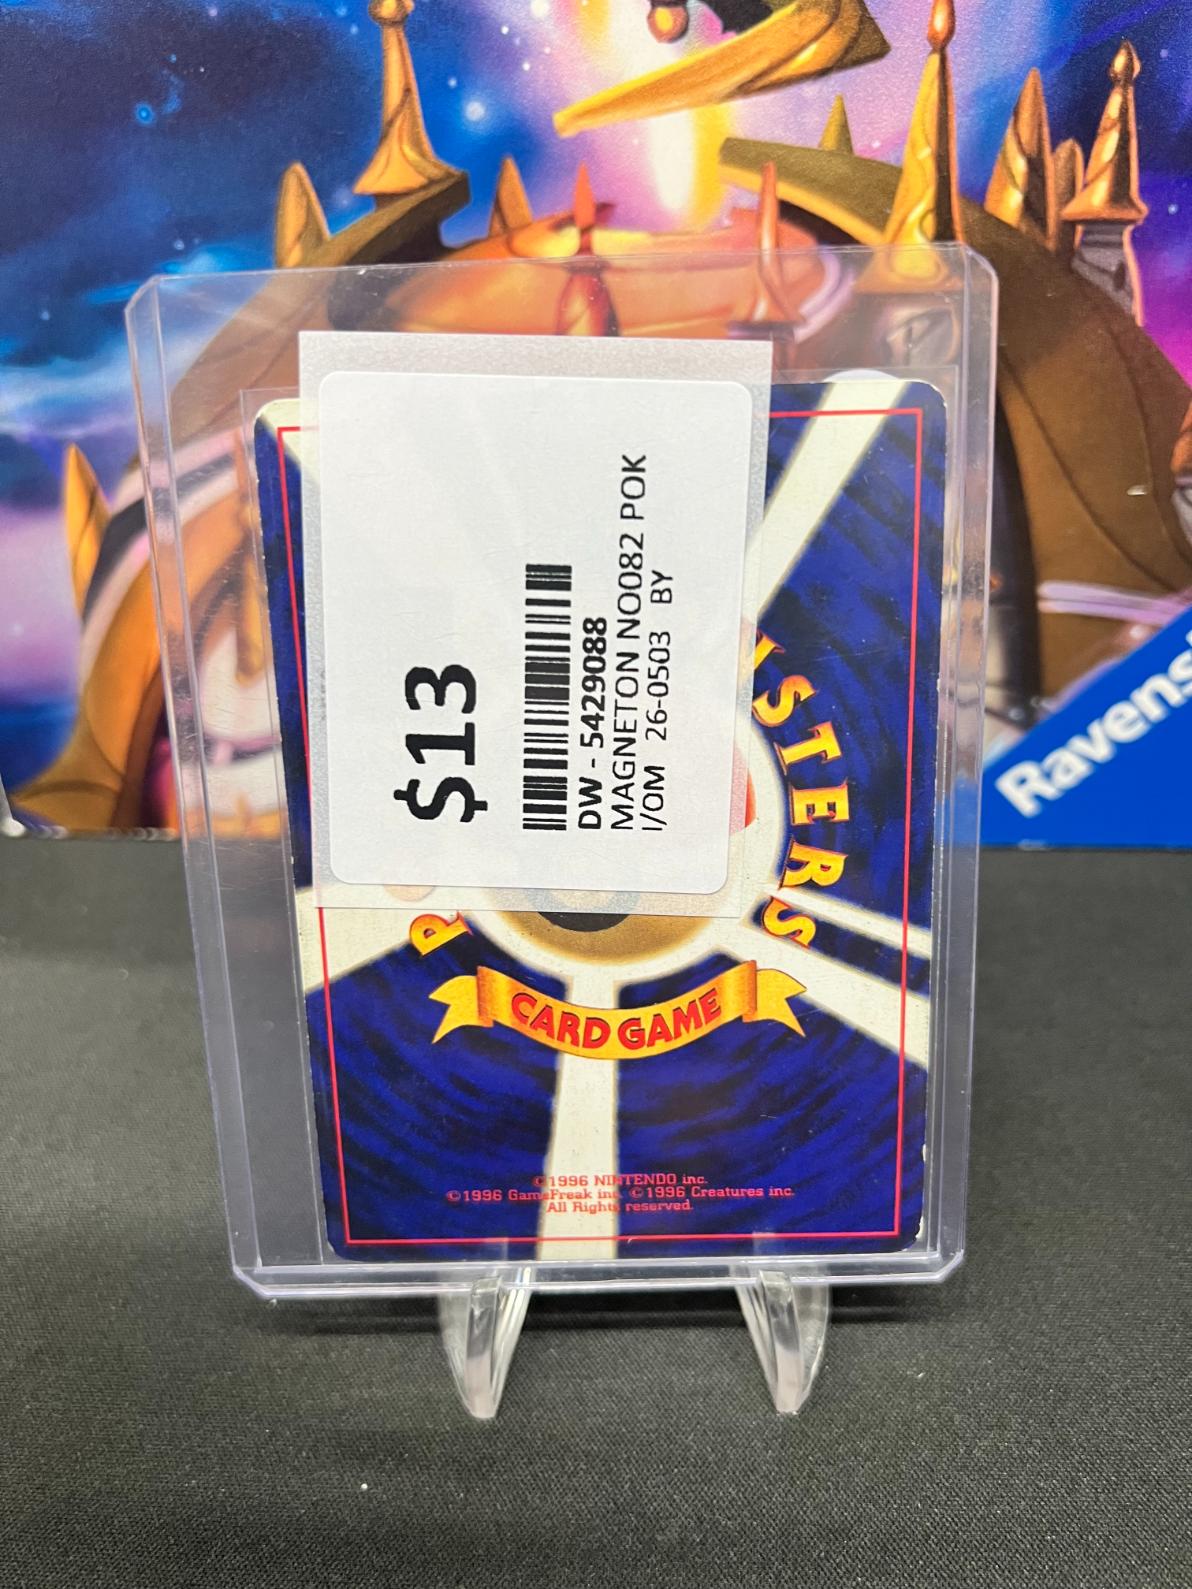 $13
DW - 5429088
MAGNETON NO082 POK
I/OM 26-0503 BY
STERS
CARD GAME
©1996 NINTENDO inc.
©1996 GameFreak inc. ©1996 Creatures inc.
All Rights reserved.
Ravens